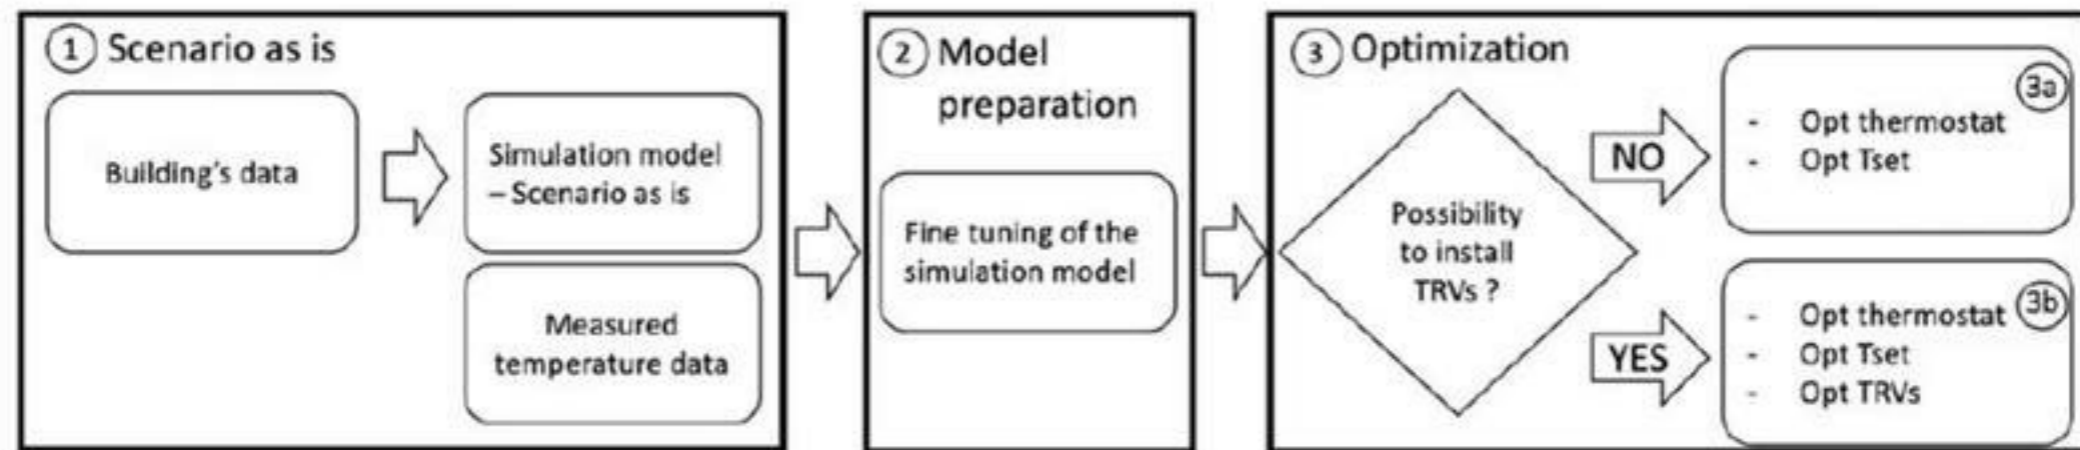 1 Scenario as is
Building's data
Simulation model
– Scenario as is
Measured
temperature data
2 Model
preparation
Fine tuning of the
simulation model
3 Optimization
Possibility
to install
TRVs ?
NO
3a
- Opt thermostat
- Opt Tset
YES
3b
- Opt thermostat
- Opt Tset
- Opt TRVs